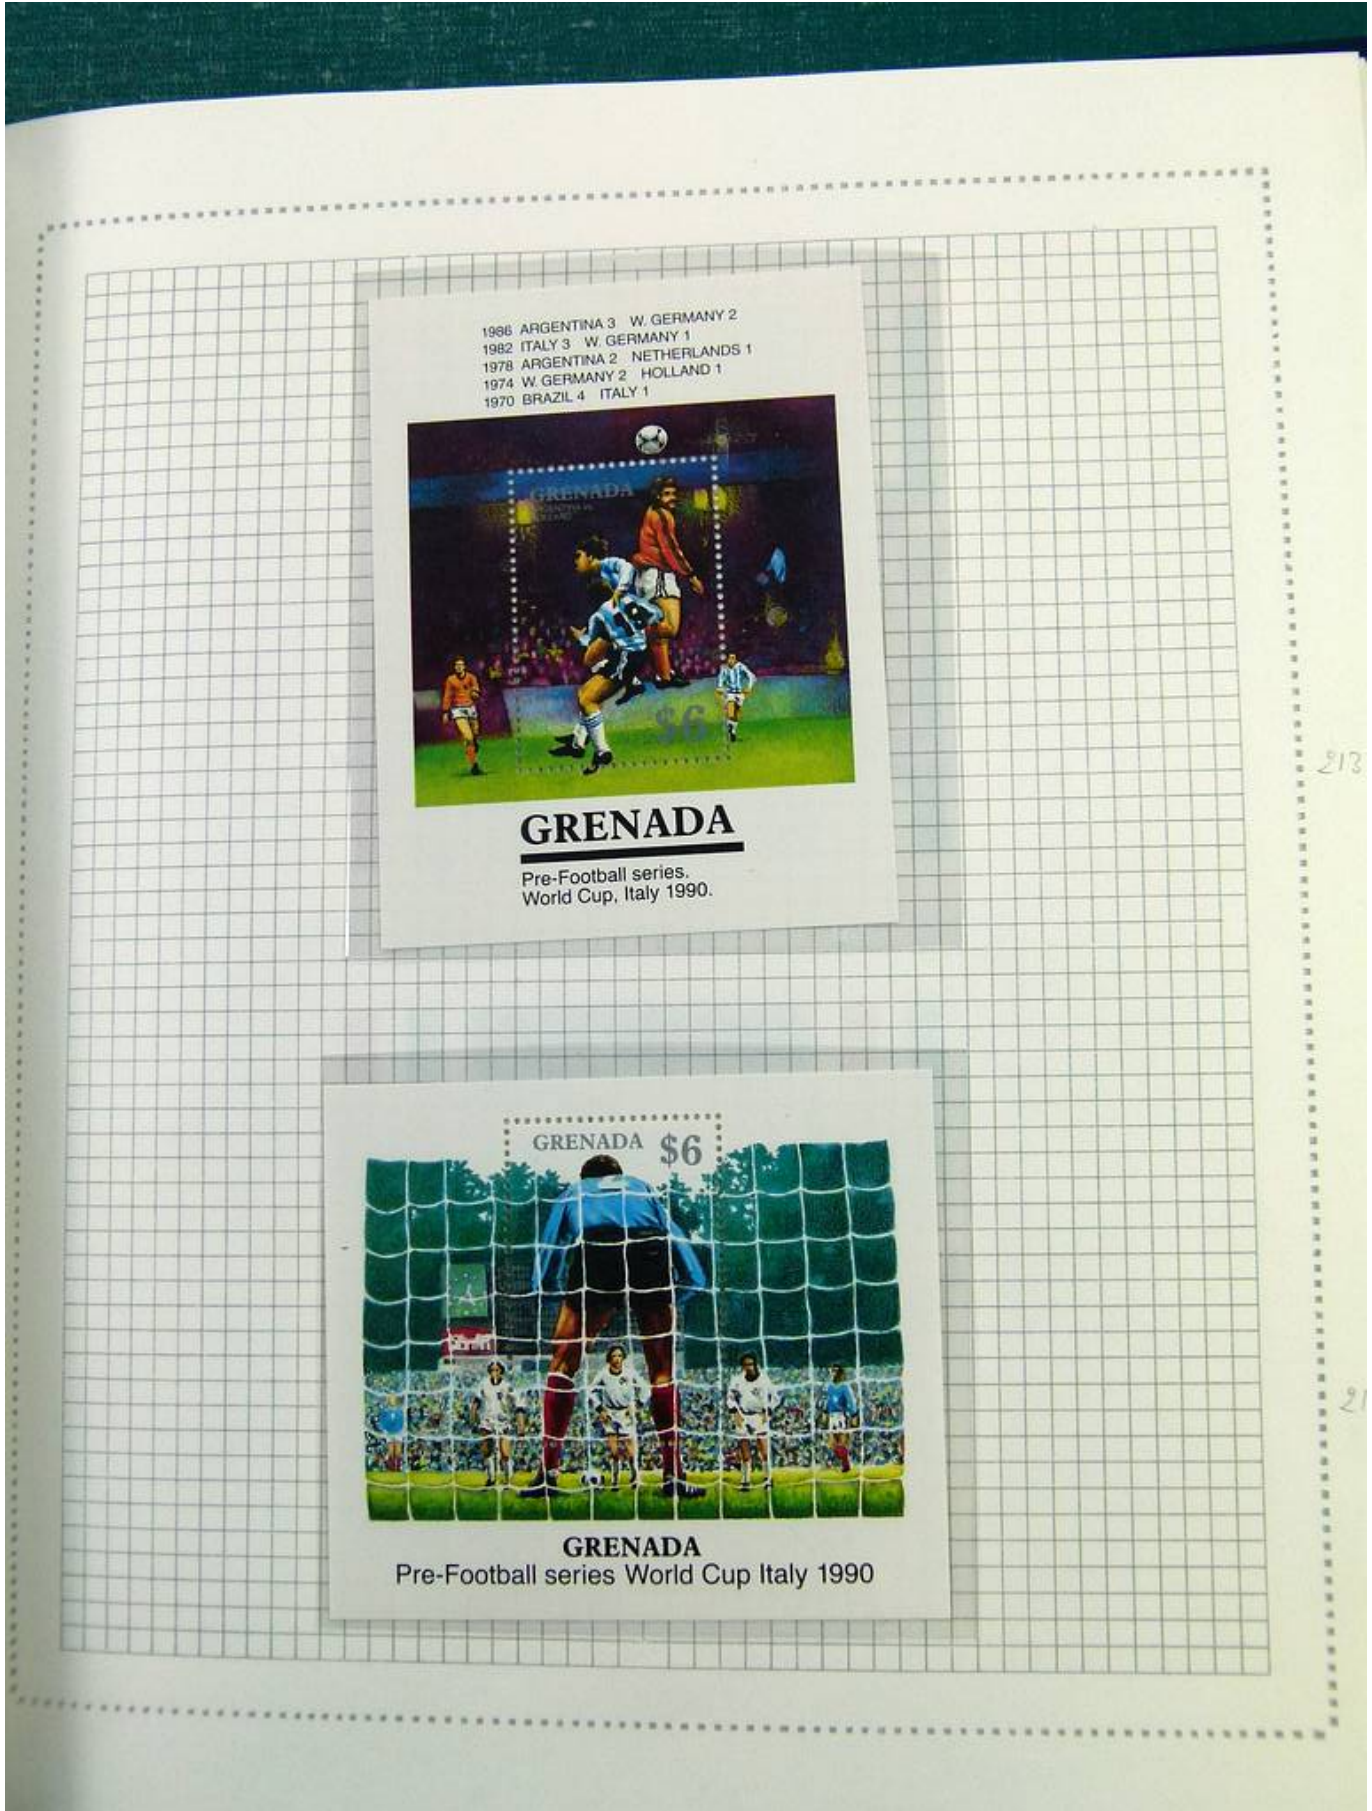 1986 ARGENTINA 3 W. GERMANY 2
1982 ITALY 3 W. GERMANY 1
1978 ARGENTINA 2 NETHERLANDS 1
1974 W. GERMANY 2 HOLLAND 1
1970 BRAZIL 4 ITALY 1
GRENADA
$6
GRENADA
Pre-Football series.
World Cup, Italy 1990.
213
GRENADA $6
GRENADA
Pre-Football series World Cup Italy 1990